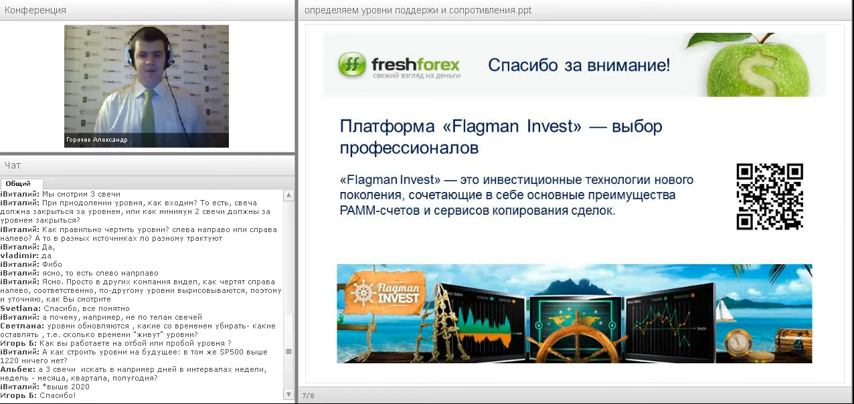 Конференция
Горачев Александр
Чат
Общий
iВиталий: Мы смотрим 3 свечи
iВиталий: При приодолении уровня, как входим? То есть, свеча
должна закрыться за уровнем, или как минимум 2 свечи должны за
уровнем закрыться?
iВиталий: Как правильно чертить уровни? слева направо или справа
налево? А то в разных источниках по разному трактуют
iВиталий: Да,
vladimir: да
iВиталий: Фибо
iВиталий: ясно, то есть слево напрпаво
iВиталий: Ясно. Просто в других компания видел, как чертят справа
налево, соответственно, по-другому уровни вырисовываются, поэтому
и уточняю, как Вы смотрите
Svetlana: Спасибо, все понятно
iВиталий: а почему, например, не по телам свечей
Светлана: уровни обновляются , какие со временем убирать- какие
оставлять , т.е. сколько времени "живут" уровни?
Игорь Б: Как вы работаете на отбой или пробой уровня ?
iВиталий: А как строить уровни на будущее: в том же SP500 выше
1220 ничего нет?
Альбек: а 3 свечи искать в например дней в интервалах недели,
недель - месяца, квартала, полугодия?
iВиталий: *выше 2020
Игорь Б: Спасибо!
определяем уровни поддержи и сопротивления.ppt
freshforex
свежий взгляд на деньги
Спасибо за внимание!
Платформа «Flagman Invest» — выбор
профессионалов
«Flagman Invest» — это инвестиционные технологии нового
поколения, сочетающие в себе основные преимущества
РАММ-счетов и сервисов копирования сделок.
Flagman
INVEST
7/8